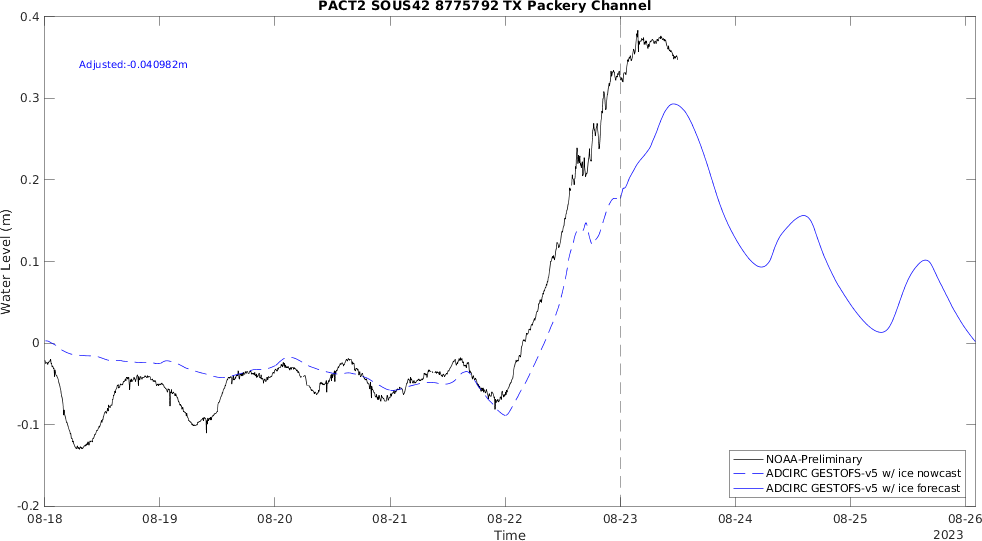 PACT2 SOUS42 8775792 TX Packery Channel
Adjusted:-0.040982m
0.4
0.3
0.2
0.1
0
-0.1
-0.2
Water Level (m)
08-18 08-19 08-20 08-21 08-22 08-23 08-24 08-25 08-26
Time
2023
NOAA-Preliminary
ADCIRC GESTOFS-v5 w/ ice nowcast
ADCIRC GESTOFS-v5 w/ ice forecast